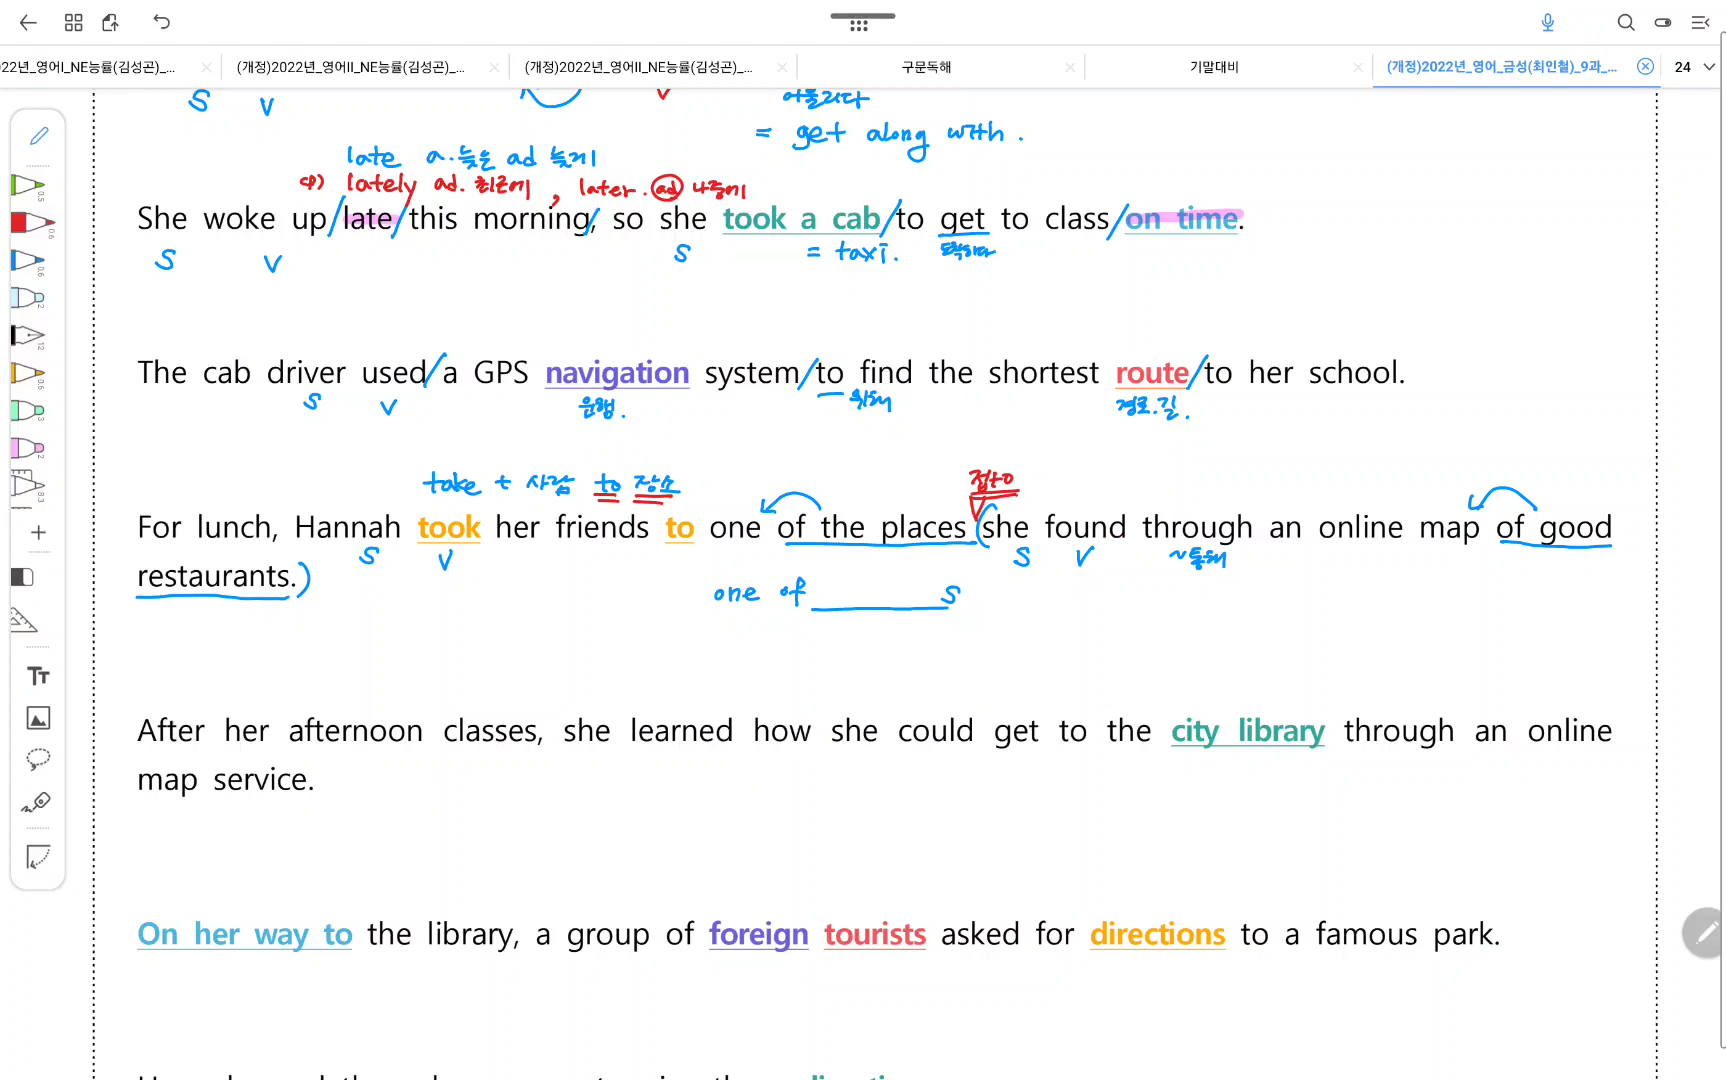 22년_영어I_NE능률(김성곤)_...
(개정)2022년_영어II_NE능률(김성곤)_...
(개정)2022년_영어II_NE능률(김성곤)_...
구문독해
기말대비
(개정)2022년_영어_금성(최인철)_9과_...
24
S V V 어울리다
= get along with.
late a. 늦은 ad 늦게
lately ad. 최근에, later. ad 나중에
She woke up / late / this morning, so she took a cab / to get to class / on time.
S V S = taxi. 도착하다
The cab driver used / a GPS navigation system / to find the shortest route / to her school.
S V 운행. 위해 경로.길.
take + 사람 to 장소
For lunch, Hannah took her friends to one of the places (she found through an online map of good
S V S V ~통해
restaurants.)
one of ______ s
After her afternoon classes, she learned how she could get to the city library through an online
map service.
On her way to the library, a group of foreign tourists asked for directions to a famous park.